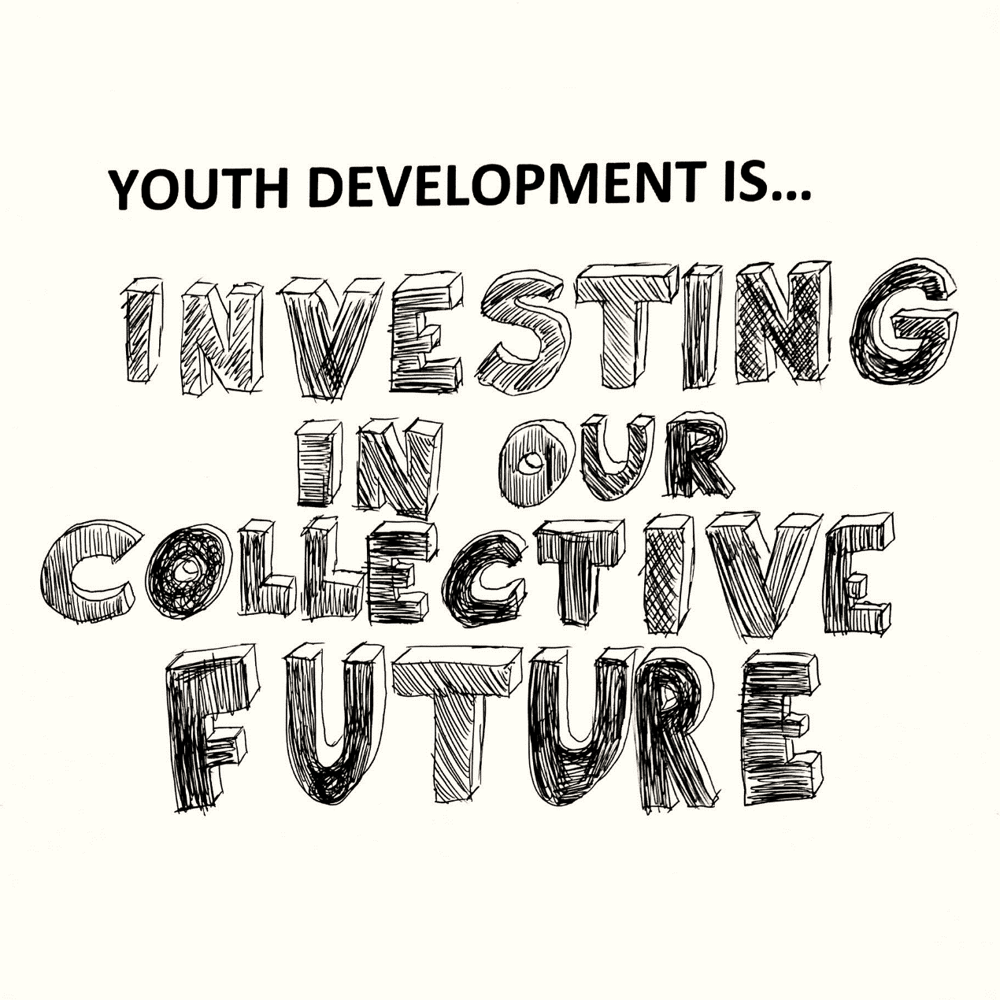 YOUTH DEVELOPMENT IS...
INVESTING
IN OUR
COLLECTIVE
FUTURE